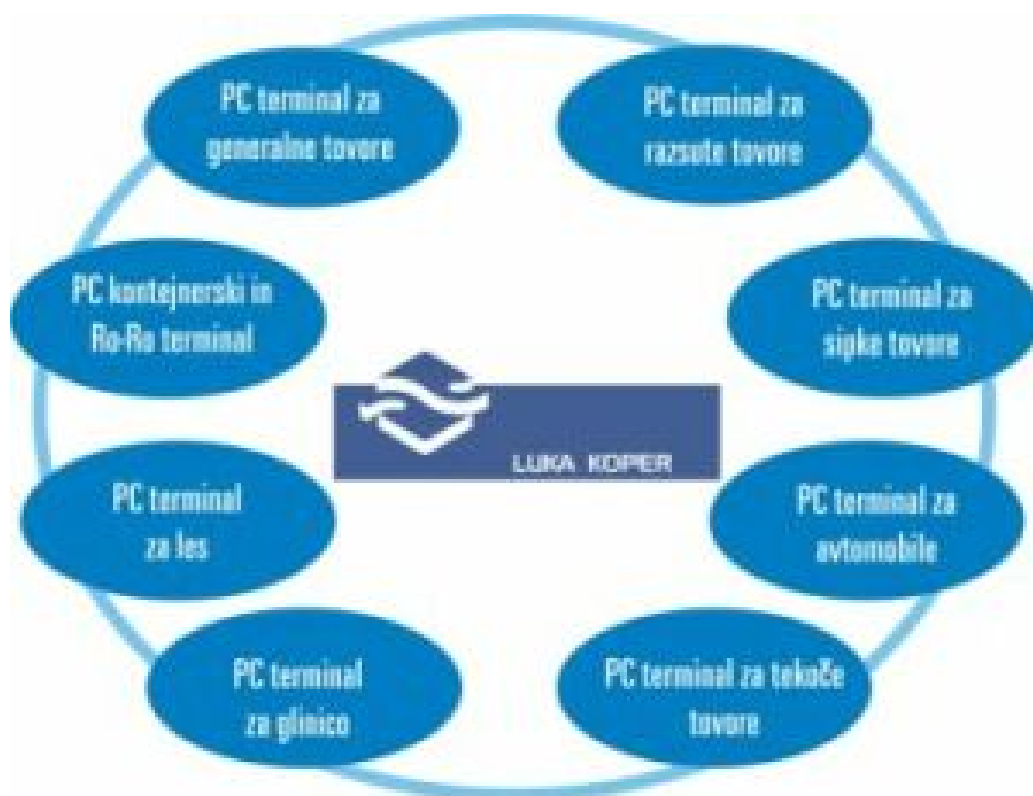 PC terminal za
generalne tovore
PC terminal za
razsute tovore
PC kontejnerski in
Ro-Ro terminal
PC terminal za
sipke tovore
LUKA KOPER
PC terminal
za les
PC terminal za
avtomobile
PC terminal
za glinico
PC terminal za tekoče
tovore